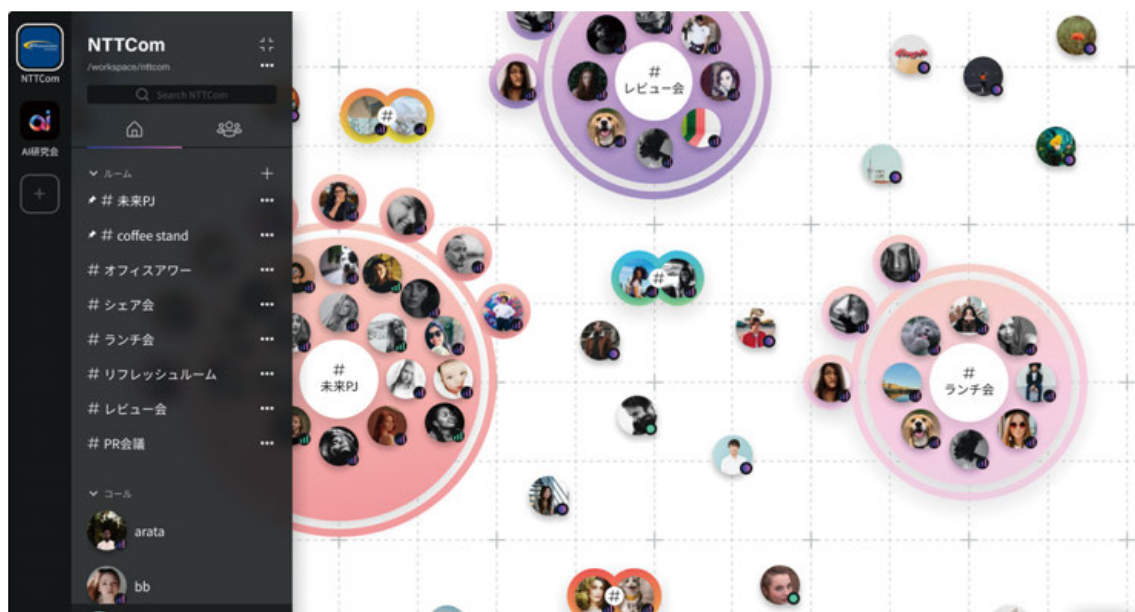 NTTCom
AI研究会
NTTCom
/workspace/nttcom
Search NTTCom
ルーム
# 未来PJ
# coffee stand
# オフィスアワー
# シェア会
# ランチ会
# リフレッシュルーム
# レビュー会
# PR会議
コール
arata
bb
#
#
レビュー会
#
#
未来PJ
#
ランチ会
#